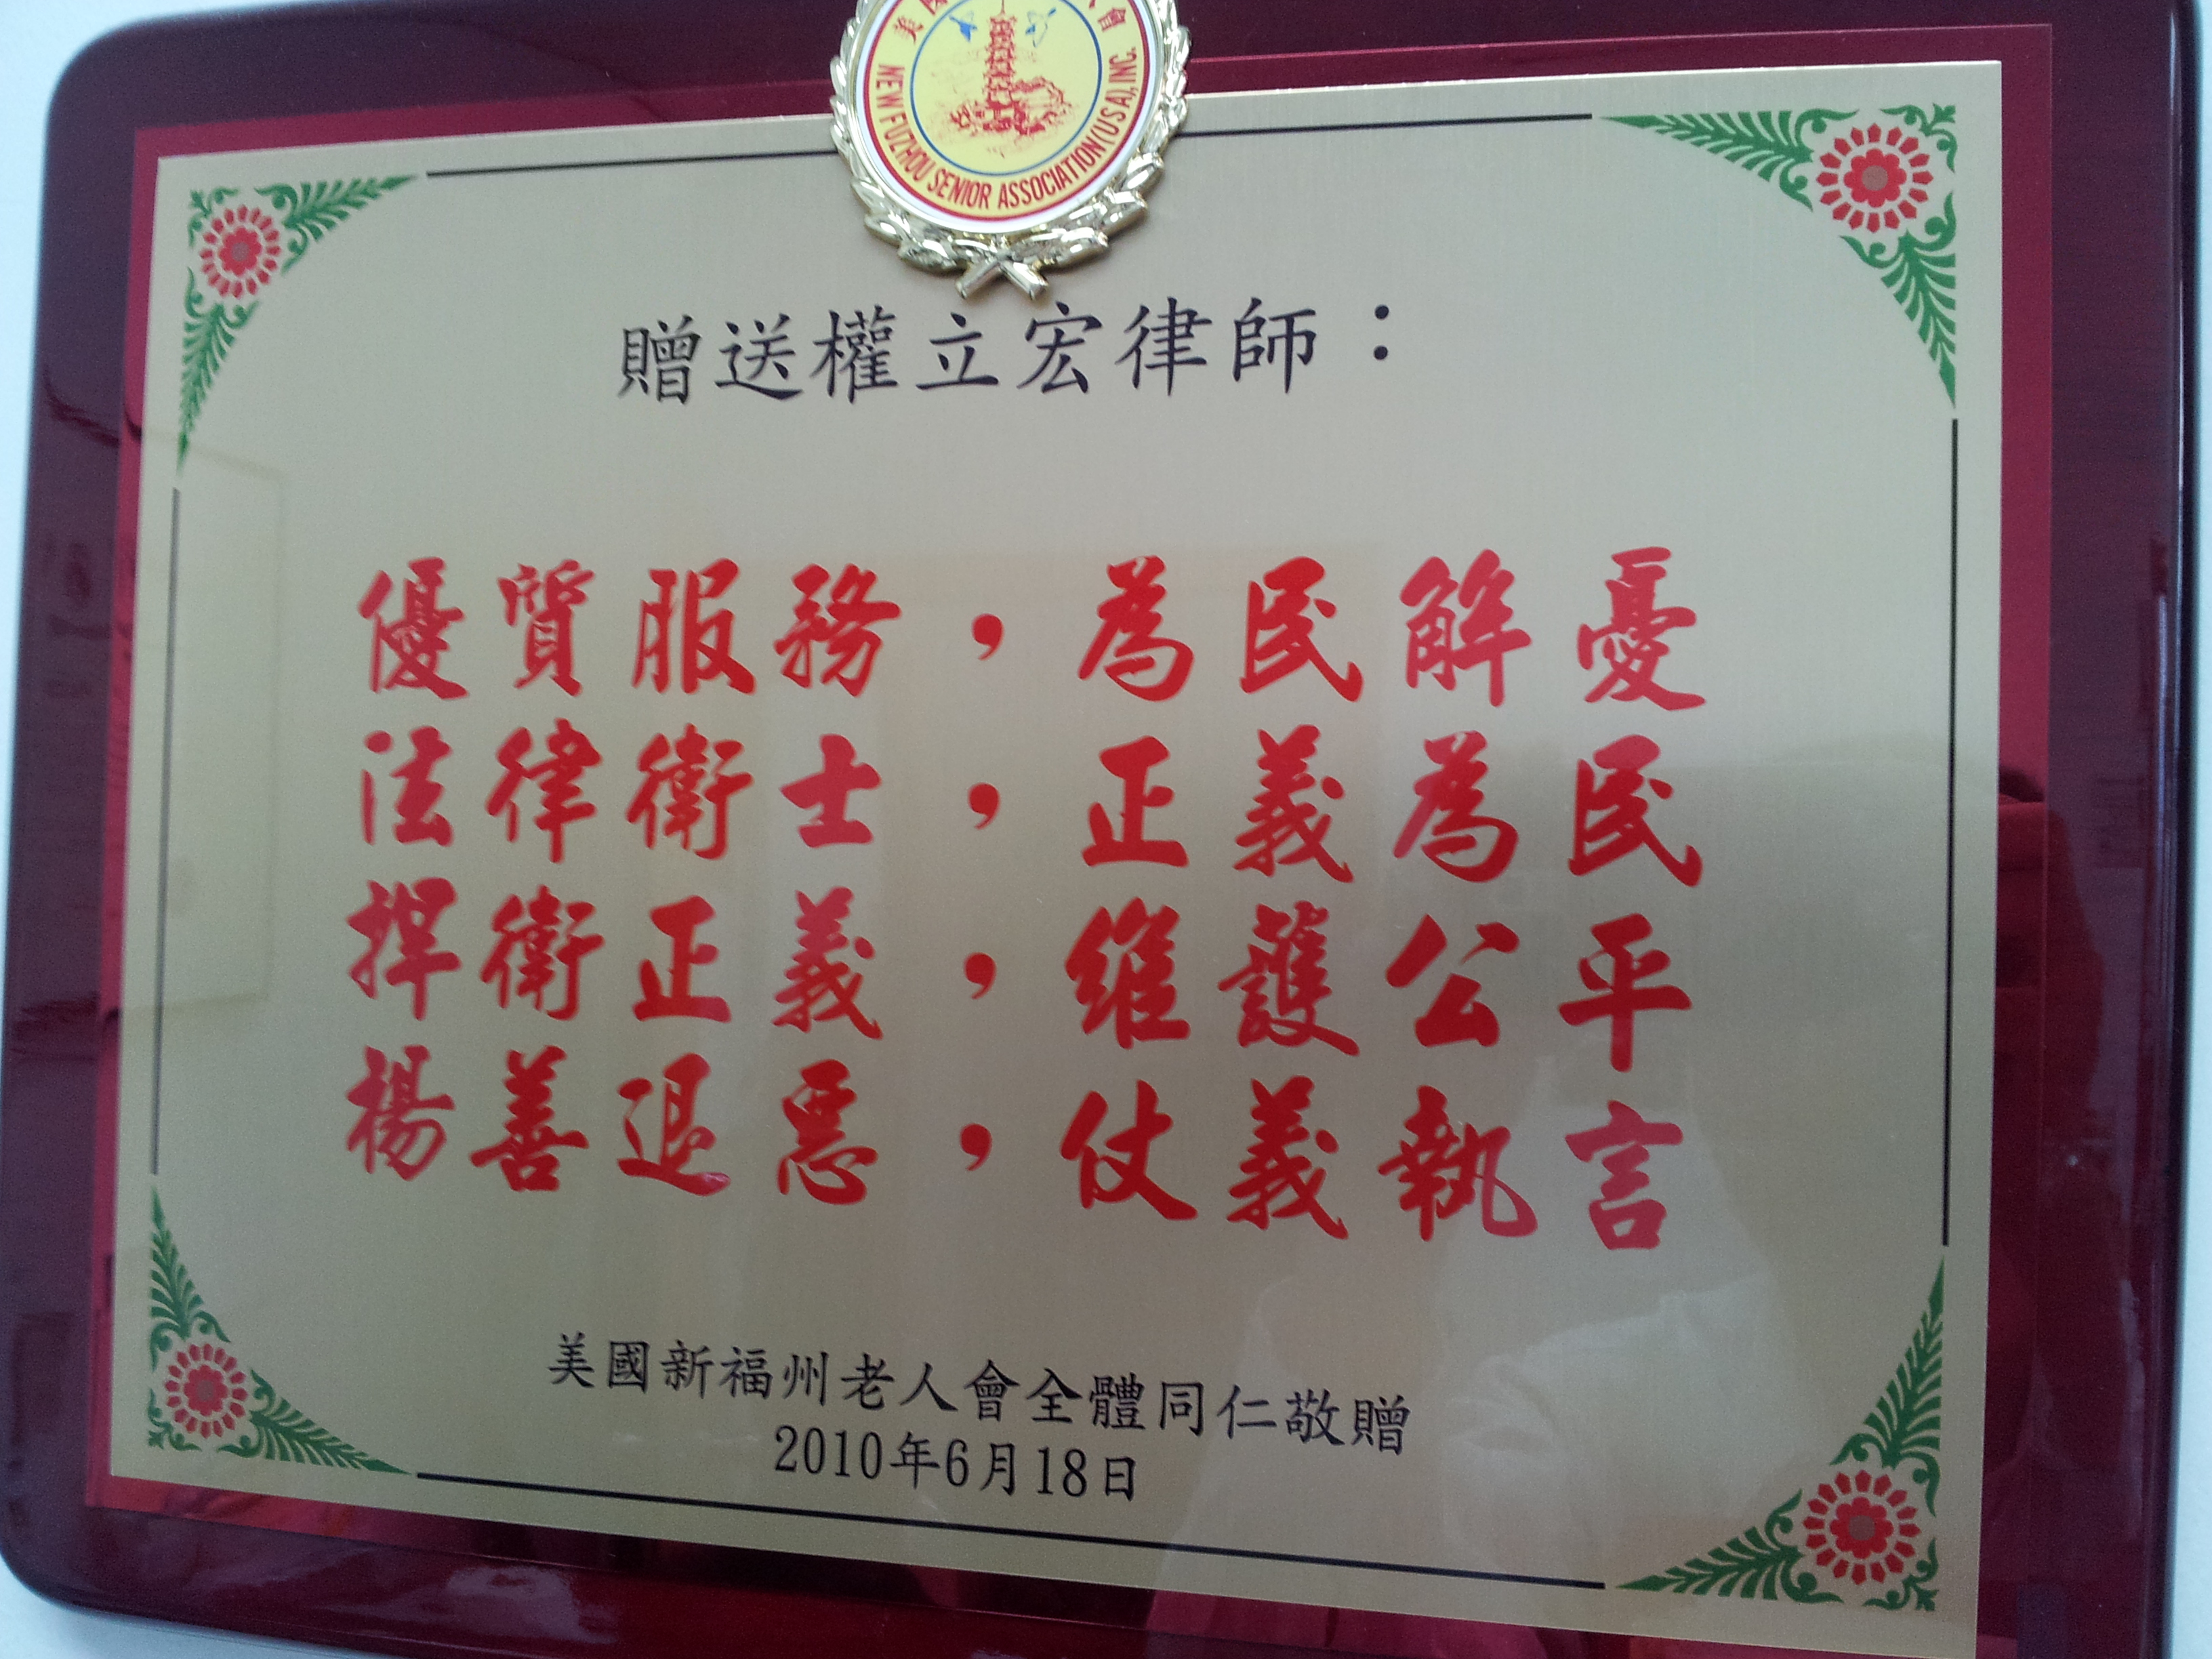 NEW FUZHOU SENIOR ASSOCIATION (U.S.A), INC.
贈送權立宏律師：
優質服務，為民解憂
法律衛士，正義為民
捍衛正義，維護公平
楊善退惡，仗義執言
美國新福州老人會全體同仁敬贈
2010年6月18日